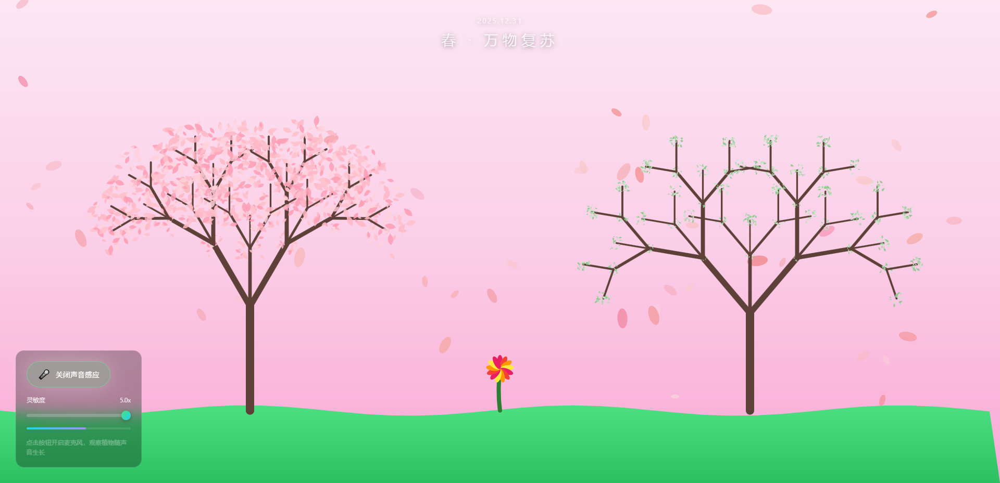 2025.12.31
春 · 万物复苏
关闭声音感应
灵敏度 5.0x
点击按钮开启麦克风，观察植物随声
音生长